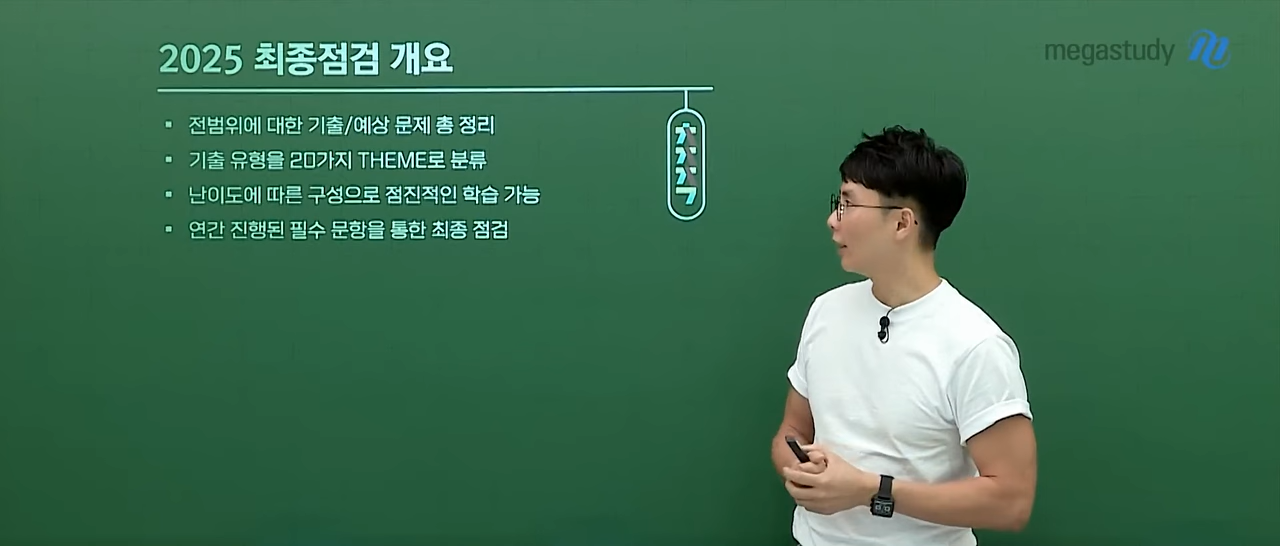 2025 최종점검 개요
megastudy
▪ 전범위에 대한 기출/예상 문제 총 정리
▪ 기출 유형을 20가지 THEME로 분류
▪ 난이도에 따른 구성으로 점진적인 학습 가능
▪ 연간 진행된 필수 문항을 통한 최종 점검